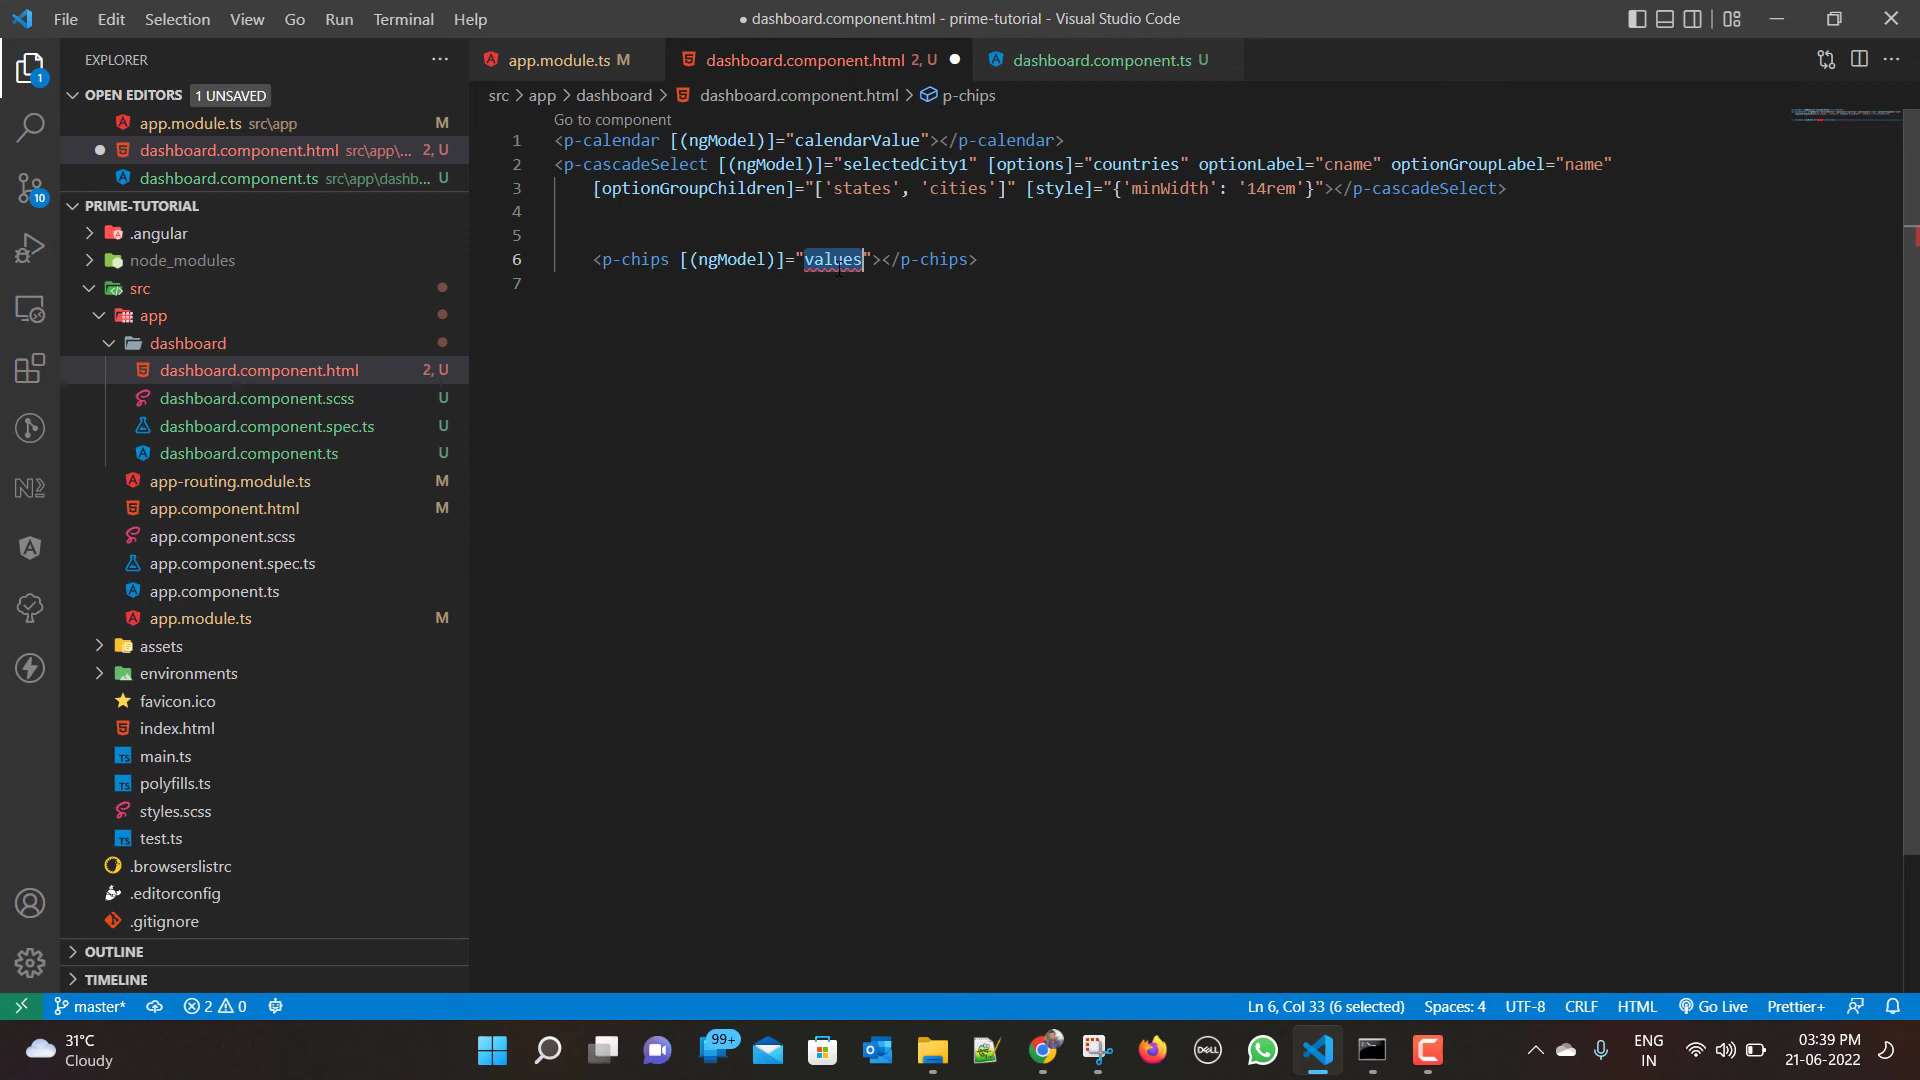 File Edit Selection View Go Run Terminal Help
● dashboard.component.html - prime-tutorial - Visual Studio Code
EXPLORER
OPEN EDITORS 1 UNSAVED
app.module.ts src\app M
dashboard.component.html src\app\... 2, U
dashboard.component.ts src\app\dashb... U
PRIME-TUTORIAL
.angular
node_modules
src
app
dashboard
dashboard.component.html 2, U
dashboard.component.scss U
dashboard.component.spec.ts U
dashboard.component.ts U
app-routing.module.ts M
app.component.html M
app.component.scss
app.component.spec.ts
app.component.ts
app.module.ts M
assets
environments
favicon.ico
index.html
main.ts
polyfills.ts
styles.scss
test.ts
.browserslistrc
.editorconfig
.gitignore
OUTLINE
TIMELINE
1
10
app.module.ts M
dashboard.component.html 2, U
dashboard.component.ts U
src > app > dashboard > dashboard.component.html > p-chips
Go to component
1 <p-calendar [(ngModel)]="calendarValue"></p-calendar>
2 <p-cascadeSelect [(ngModel)]="selectedCity1" [options]="countries" optionLabel="cname" optionGroupLabel="name"
3 [optionGroupChildren]="['states', 'cities']" [style]="{'minWidth': '14rem'}"></p-cascadeSelect>
4
5
6 <p-chips [(ngModel)]="values"></p-chips>
7
master* 2 0
Ln 6, Col 33 (6 selected) Spaces: 4 UTF-8 CRLF HTML Go Live Prettier+
31°C
Cloudy
99+
DELL
ENG
IN
03:39 PM
21-06-2022